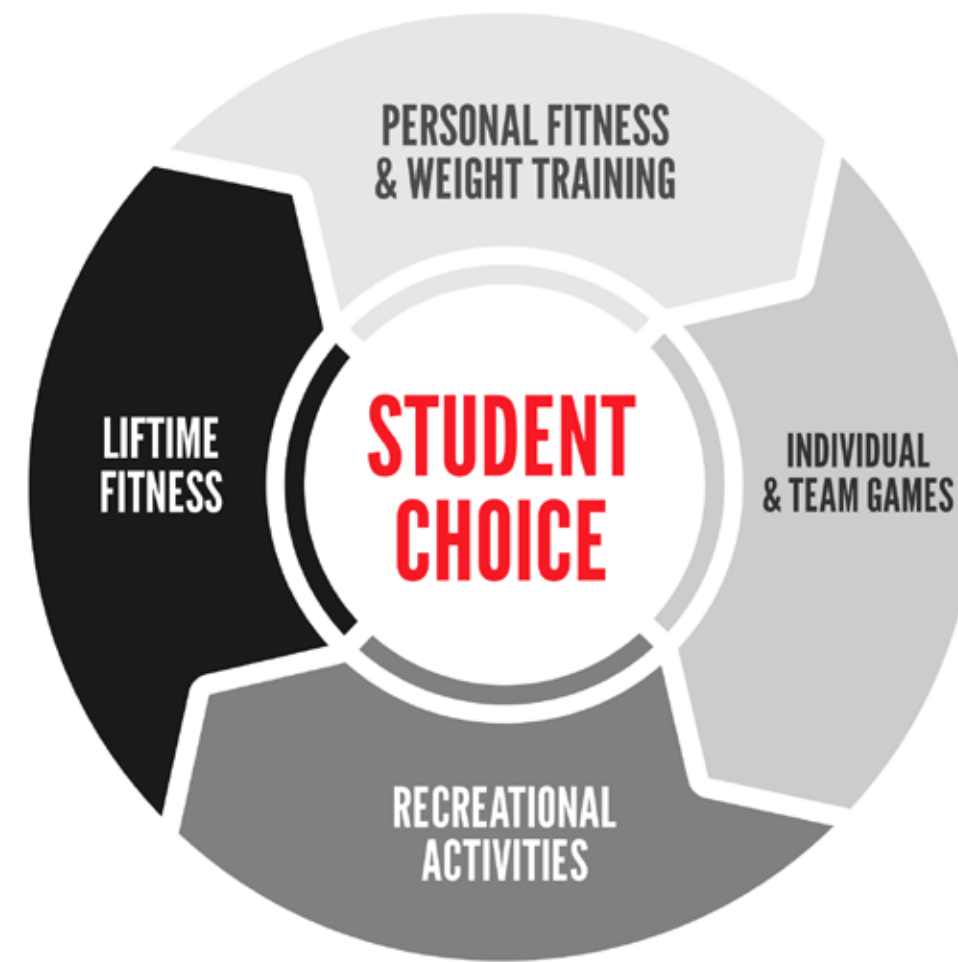 PERSONAL FITNESS
& WEIGHT TRAINING
LIFTIME
FITNESS
STUDENT
CHOICE
INDIVIDUAL
& TEAM GAMES
RECREATIONAL
ACTIVITIES